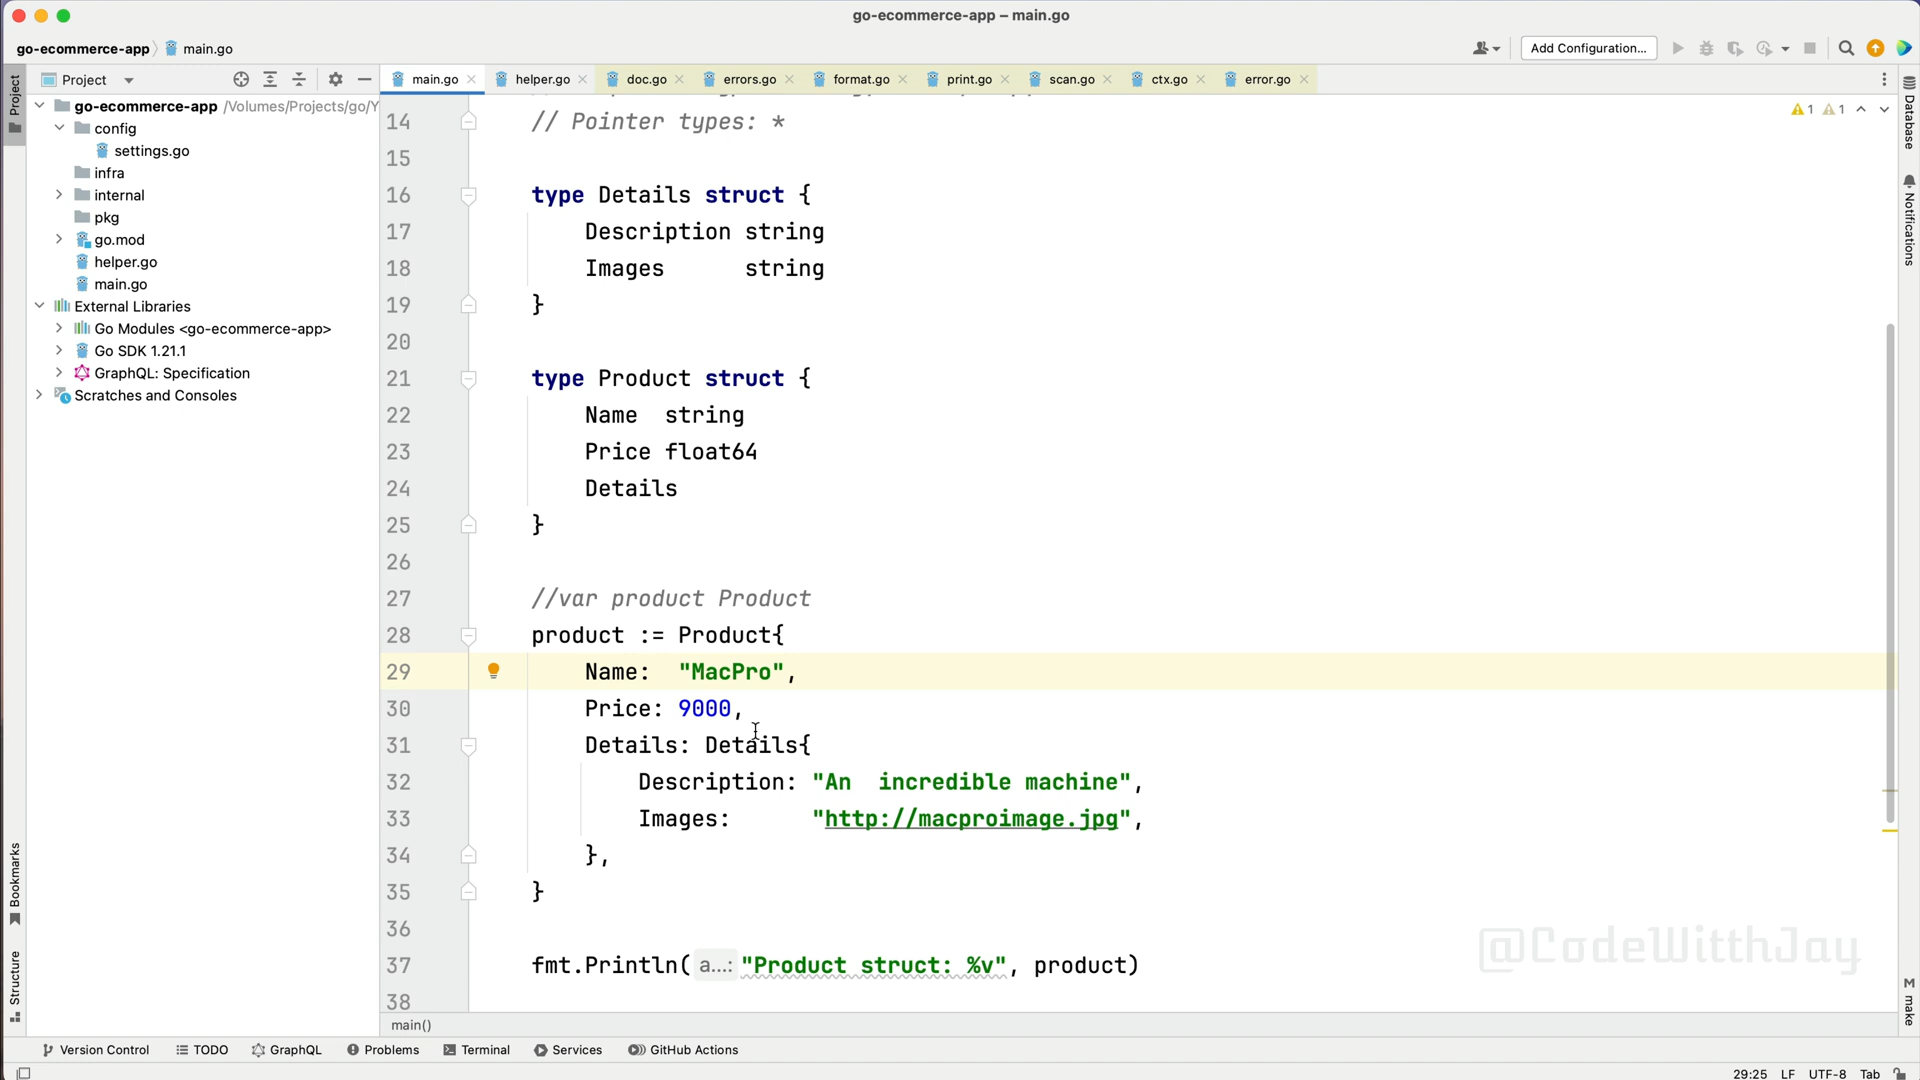 go-ecommerce-app – main.go
go-ecommerce-app
main.go
Add Configuration...
Project
main.go
helper.go
doc.go
errors.go
format.go
print.go
scan.go
ctx.go
error.go
Project
go-ecommerce-app /Volumes/Projects/go/Y
config
settings.go
infra
internal
pkg
go.mod
helper.go
main.go
External Libraries
Go Modules <go-ecommerce-app>
Go SDK 1.21.1
GraphQL: Specification
Scratches and Consoles
1 1
14 // Pointer types: *
15
16 type Details struct {
17 Description string
18 Images string
19 }
20
21 type Product struct {
22 Name string
23 Price float64
24 Details
25 }
26
27 //var product Product
28 product := Product{
29 Name: "MacPro",
30 Price: 9000,
31 Details: Details{
32 Description: "An  incredible machine",
33 Images: "http://macproimage.jpg",
34 },
35 }
36
37 fmt.Println( a...: "Product struct: %v", product)
38
main()
@CodeWitthJay
Database
Notifications
M make
Bookmarks
Structure
Version Control
TODO
GraphQL
Problems
Terminal
Services
GitHub Actions
29:25 LF UTF-8 Tab